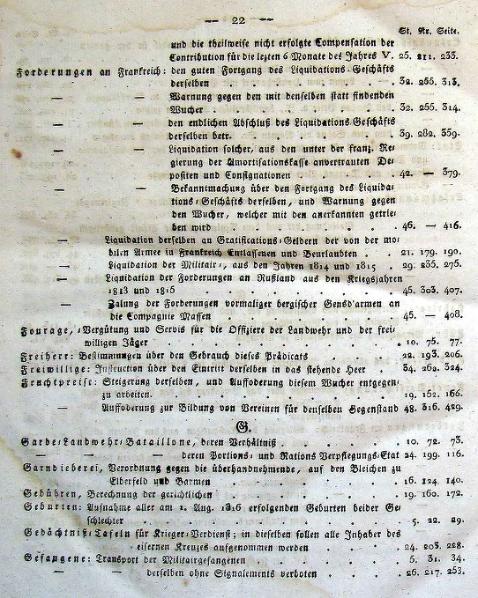 — 22 —
St. Nr. Seite.
und die theilweise nicht erfolgte Compensation der
Contribution für die lezten 6 Monate des Jahres V. 25. 211. 233.
Forderungen an Frankreich: den guten Fortgang des Liquidations-Geschäfts
derselben . . . . . 32. 255. 313.
— — Warnung gegen den mit denselben statt findenden
Wucher . . . . . 32. 255. 314.
— — den endlichen Abschluß des Liquidations-Geschäfts
derselben betr. . . . . . 39. 282. 359.
— — Liquidation solcher, aus den unter der franz. Re-
gierung der Amortisationskasse anvertrauten De-
positen und Consignationen . . . . 42. — 379.
— — Bekanntmachung über den Fortgang des Liquida-
tions-Geschäfts derselben, und Warnung gegen
den Wucher, welcher mit den anerkannten getrie-
ben wird . . . . . 46. — 416.
— Liquidation derselben an Gratifications-Geldern der von der mo-
bilen Armee in Frankreich Entlassenen und Beurlaubten . 21. 179. 190.
— Liquidation der Militair-, aus den Jahren 1814 und 1815 . 29. 235. 276.
— Liquidation der Forderungen an Rußland aus den Kriegsjahren
1813 und 1816 . . . . . 46. 303. 407.
— Zalung der Forderungen vormaliger bergischer Gensd'armen an
die Compagnie Massen . . . . . 46. — 408.
Fourage, -Vergütung und Servis für die Offiziere der Landwehr und der frei-
willigen Jäger . . . . . 10. 76. 77.
Freiherr: Bestimmungen über den Gebrauch dieses Prädicats . . 22. 193. 206.
Freiwillige: Instruction über den Eintritt derselben in das stehende Heer . 34. 262. 324.
Fruchtpreise: Steigerung derselben, und Auffoderung diesem Wucher entgegen-
zu arbeiten . . . . . 19. 162. 166.
— Auffoderung zur Bildung von Vereinen für denselben Gegenstand 48. 316. 429.
G.
Garde-Landwehr-Bataillone, deren Verhältniß . . . . 10. 72. 73.
— — — deren Portions- und Rations Verpflegungs-Etat 24. 199. 116.
Garndieberei, Verordnung gegen die überhandnehmende, auf den Bleichen zu
Elberfeld und Barmen . . . . . 16. 124. 140.
Gebühren, Berechnung der gerichtlichen . . . . . 19. 160. 172.
Geburten: Aufnahme aller am 1. Aug. 1816 erfolgenden Geburten beider Ge-
schlechter . . . . . 5. 22. 29.
Gedächtniß-Tafeln für Krieger-Verdienst; in dieselben sollen alle Inhaber des
eisernen Kreuzes aufgenommen werden . . . . 24. 203. 228.
Gefangene: Transport der Militairgefangenen . . . . 5. 31. 34.
— — derselben ohne Signalements verboten . . . 26. 217. 253.